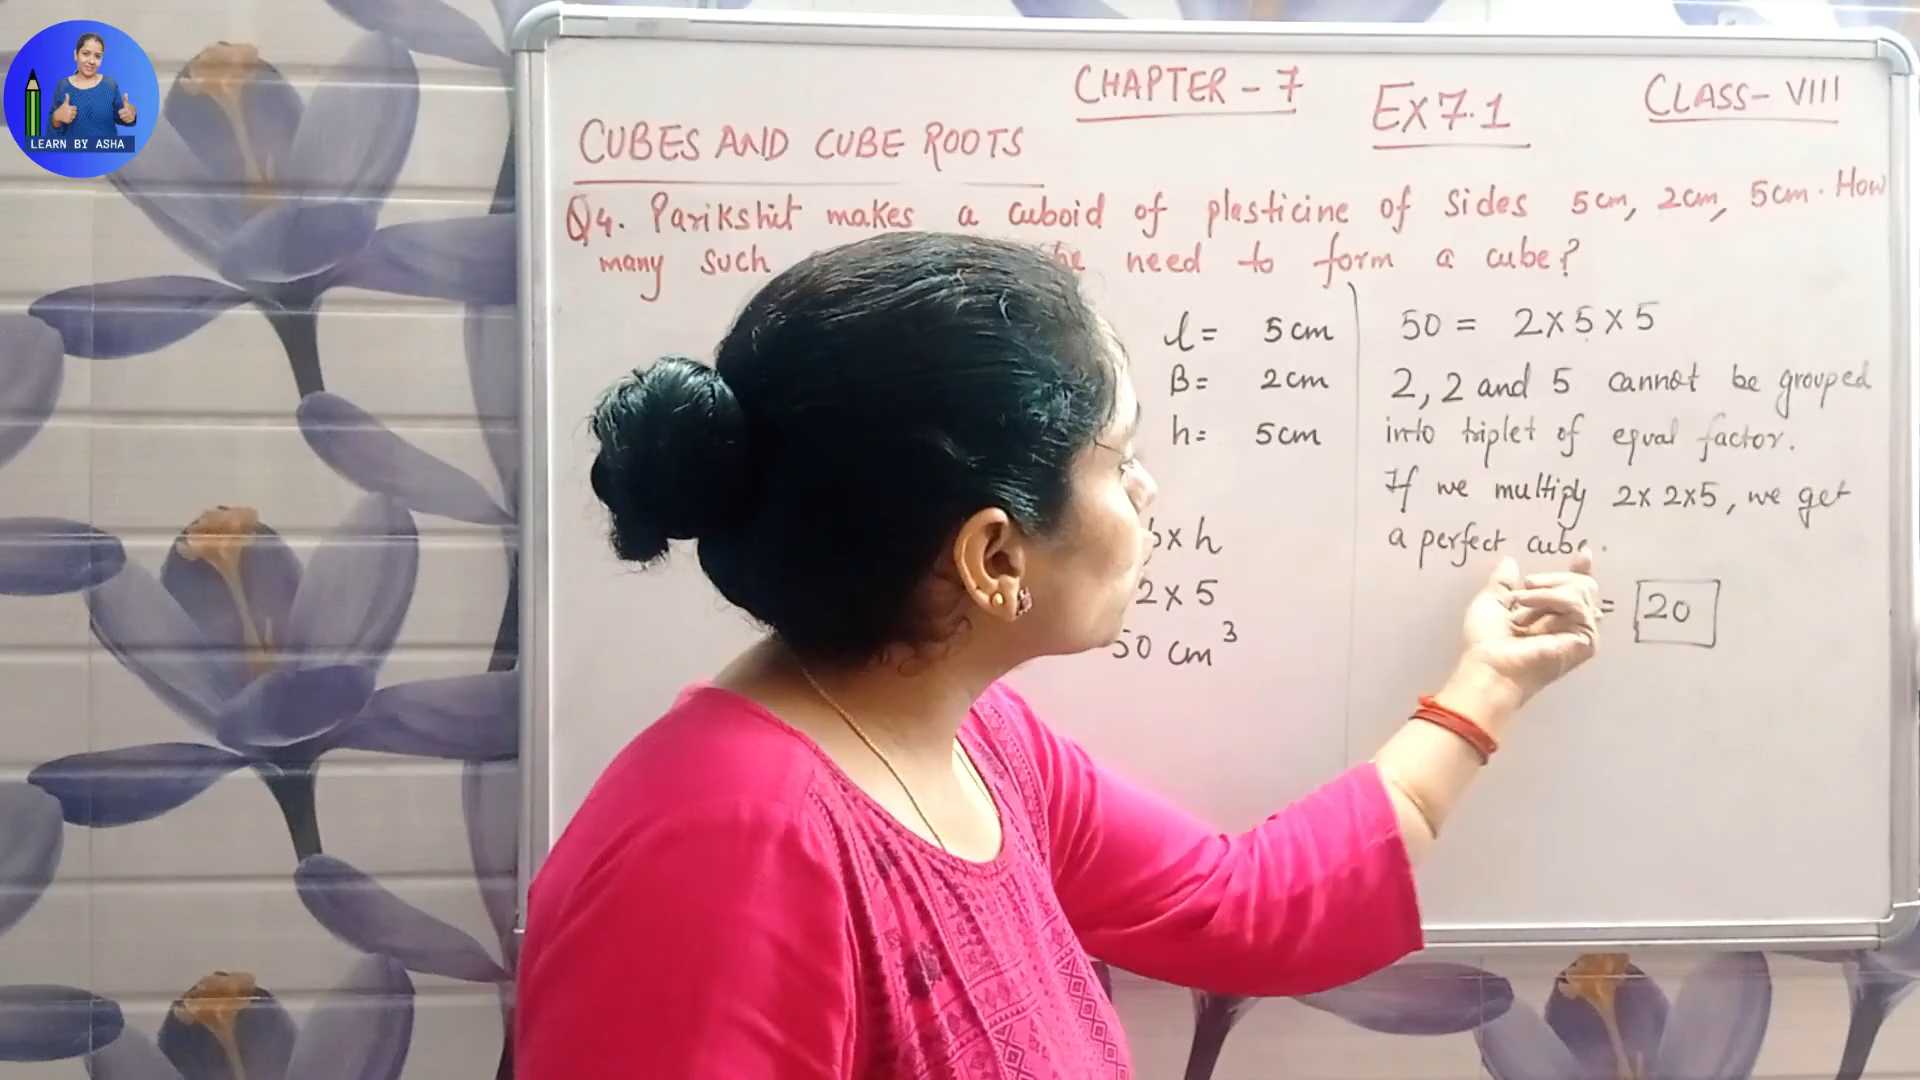 LEARN BY ASHA
CHAPTER - 7
EX 7.1
CLASS - VIII
CUBES AND CUBE ROOTS
Q4. Parikshit makes a cuboid of plasticine of sides 5cm, 2cm, 5cm. How
many such he need to form a cube?
l = 5cm
B = 2cm
h = 5cm
b x h
2 x 5
50 cm³
50 = 2 x 5 x 5
2, 2 and 5 cannot be grouped
into triplet of equal factor.
If we multiply 2 x 2 x 5, we get
a perfect cube.
= 20